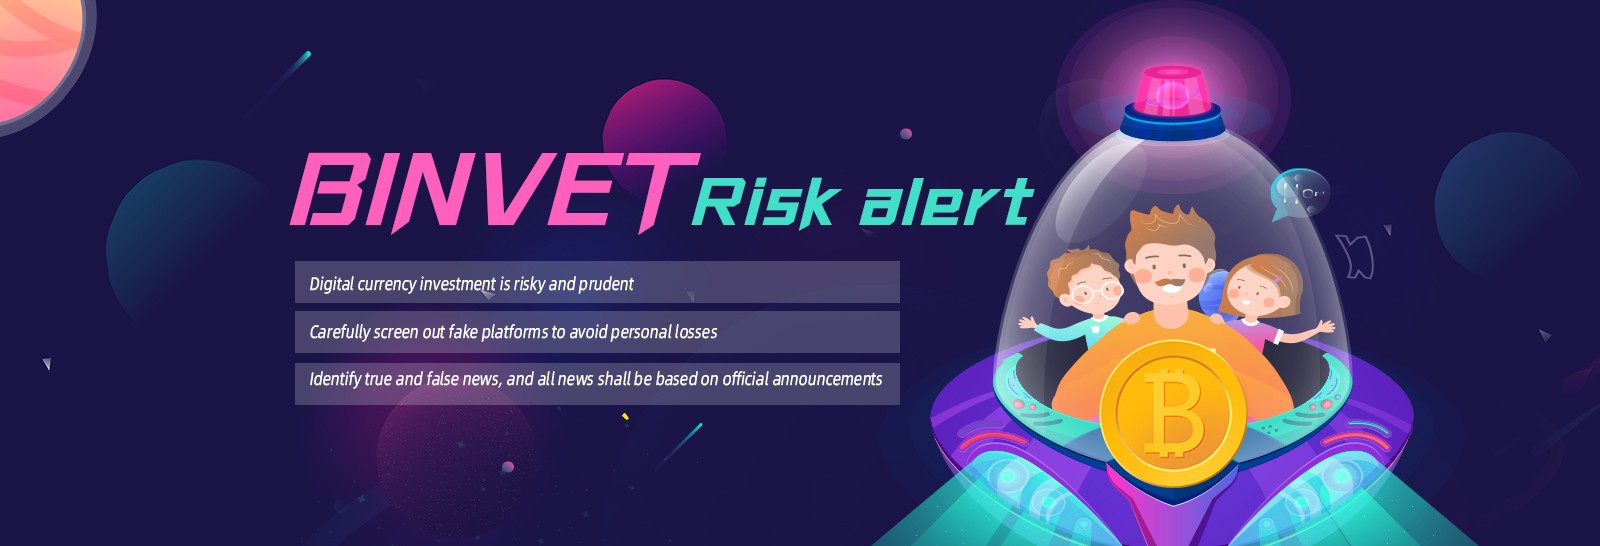 BINVET Risk alert
Digital currency investment is risky and prudent
Carefully screen out fake platforms to avoid personal losses
Identify true and false news, and all news shall be based on official announcements